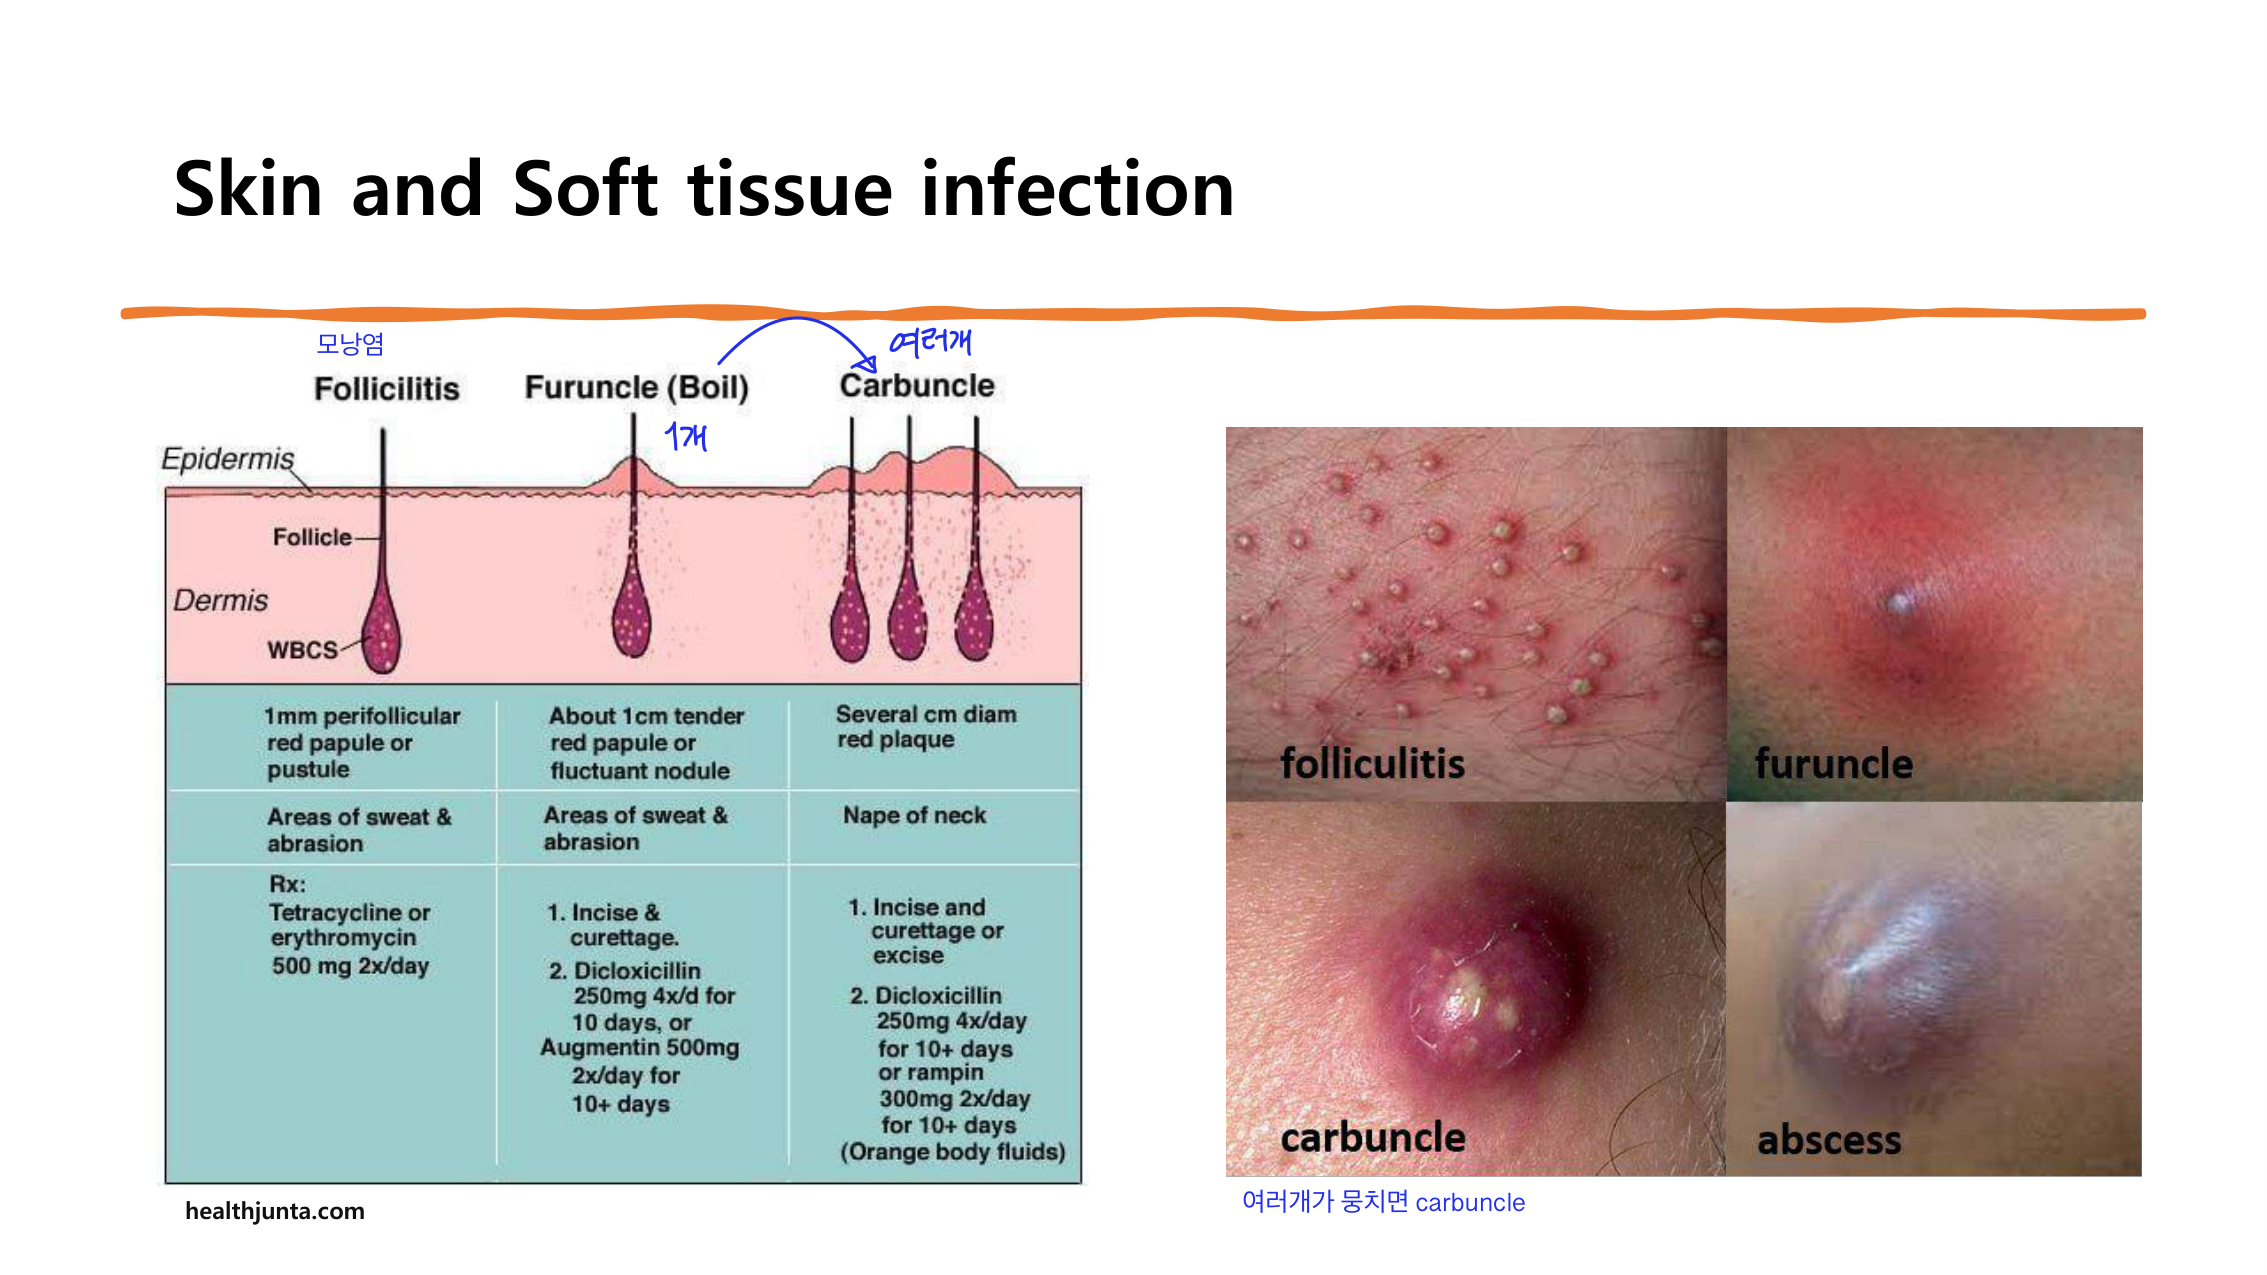 Skin and Soft tissue infection
모낭염
여러개
Follicilitis
Furuncle (Boil)
Carbuncle
1개
Epidermis
Follicle
Dermis
WBCS
1mm perifollicular
red papule or
pustule
About 1cm tender
red papule or
fluctuant nodule
Several cm diam
red plaque
Areas of sweat &
abrasion
Areas of sweat &
abrasion
Nape of neck
Rx:
Tetracycline or
erythromycin
500 mg 2x/day
1. Incise &
curettage.
2. Dicloxicillin
250mg 4x/d for
10 days, or
Augmentin 500mg
2x/day for
10+ days
1. Incise and
curettage or
excise
2. Dicloxicillin
250mg 4x/day
for 10+ days
or rampin
300mg 2x/day
for 10+ days
(Orange body fluids)
healthjunta.com
folliculitis
furuncle
carbuncle
abscess
여러개가 뭉치면 carbuncle